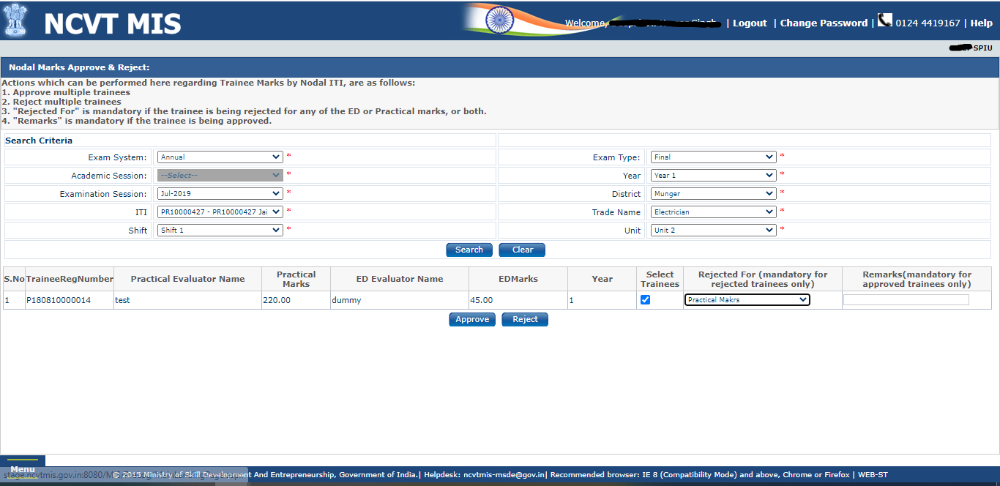 NCVT MIS
Welcome, | Logout | Change Password | 0124 4419167 | Help
-SPIU
Nodal Marks Approve & Reject:
Actions which can be performed here regarding Trainee Marks by Nodal ITI, are as follows:
1. Approve multiple trainees
2. Reject multiple trainees
3. "Rejected For" is mandatory if the trainee is being rejected for any of the ED or Practical marks, or both.
4. "Remarks" is mandatory if the trainee is being approved.
Search Criteria
Exam System: Annual * Exam Type: Final *
Academic Session: --Select-- * Year Year 1 *
Examination Session: Jul-2019 * District Munger *
ITI PR10000427 - PR10000427 Jai * Trade Name Electrician *
Shift Shift 1 * Unit Unit 2 *
Search Clear
S.No TraineeRegNumber Practical Evaluator Name Practical Marks ED Evaluator Name EDMarks Year Select Trainees Rejected For (mandatory for rejected trainees only) Remarks(mandatory for approved trainees only)
1 P180810000014 test 220.00 dummy 45.00 1 Practical Makrs
Approve Reject
Menu
stage.ncvtmis.gov.in:8080/M
© 2015 Ministry of Skill Development And Entrepreneurship, Government of India.| Helpdesk: ncvtmis-msde@gov.in| Recommended browser: IE 8 (Compatibility Mode) and above, Chrome or Firefox | WEB-ST